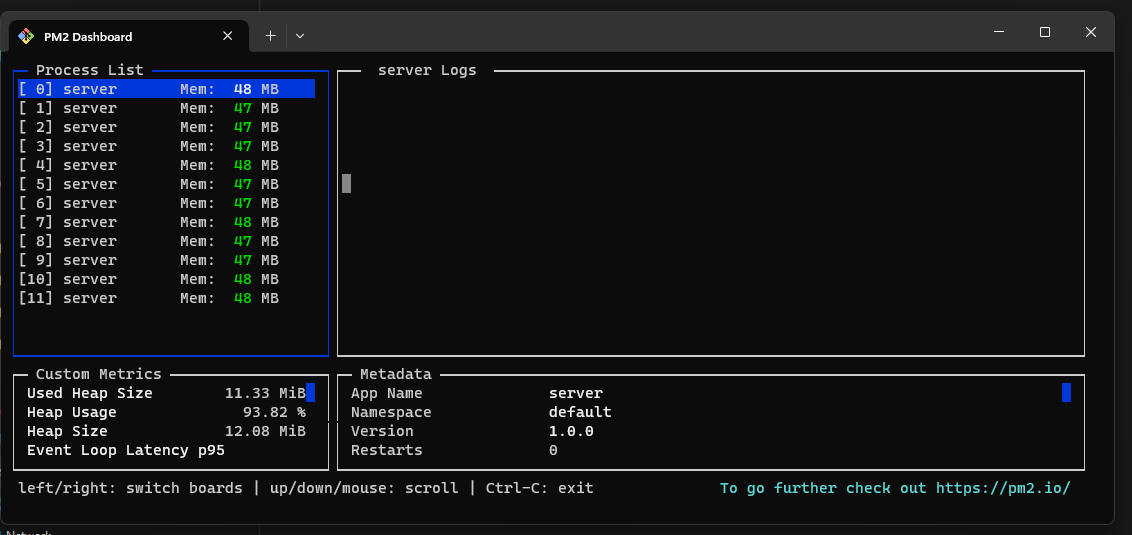 PM2 Dashboard
Process List
[ 0] server Mem: 48 MB
[ 1] server Mem: 47 MB
[ 2] server Mem: 47 MB
[ 3] server Mem: 47 MB
[ 4] server Mem: 48 MB
[ 5] server Mem: 47 MB
[ 6] server Mem: 47 MB
[ 7] server Mem: 48 MB
[ 8] server Mem: 47 MB
[ 9] server Mem: 47 MB
[10] server Mem: 48 MB
[11] server Mem: 48 MB
server Logs
Custom Metrics
Used Heap Size 11.33 MiB
Heap Usage 93.82 %
Heap Size 12.08 MiB
Event Loop Latency p95
Metadata
App Name server
Namespace default
Version 1.0.0
Restarts 0
left/right: switch boards | up/down/mouse: scroll | Ctrl-C: exit To go further check out https://pm2.io/
Network